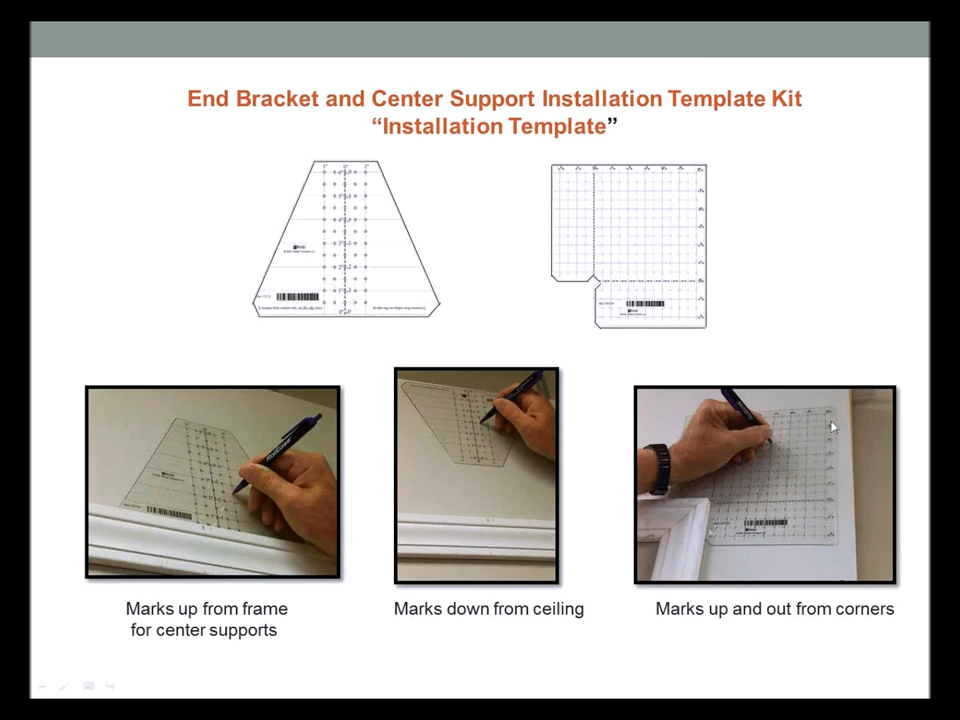 End Bracket and Center Support Installation Template Kit
“Installation Template”
Marks up from frame
for center supports
Marks down from ceiling
Marks up and out from corners